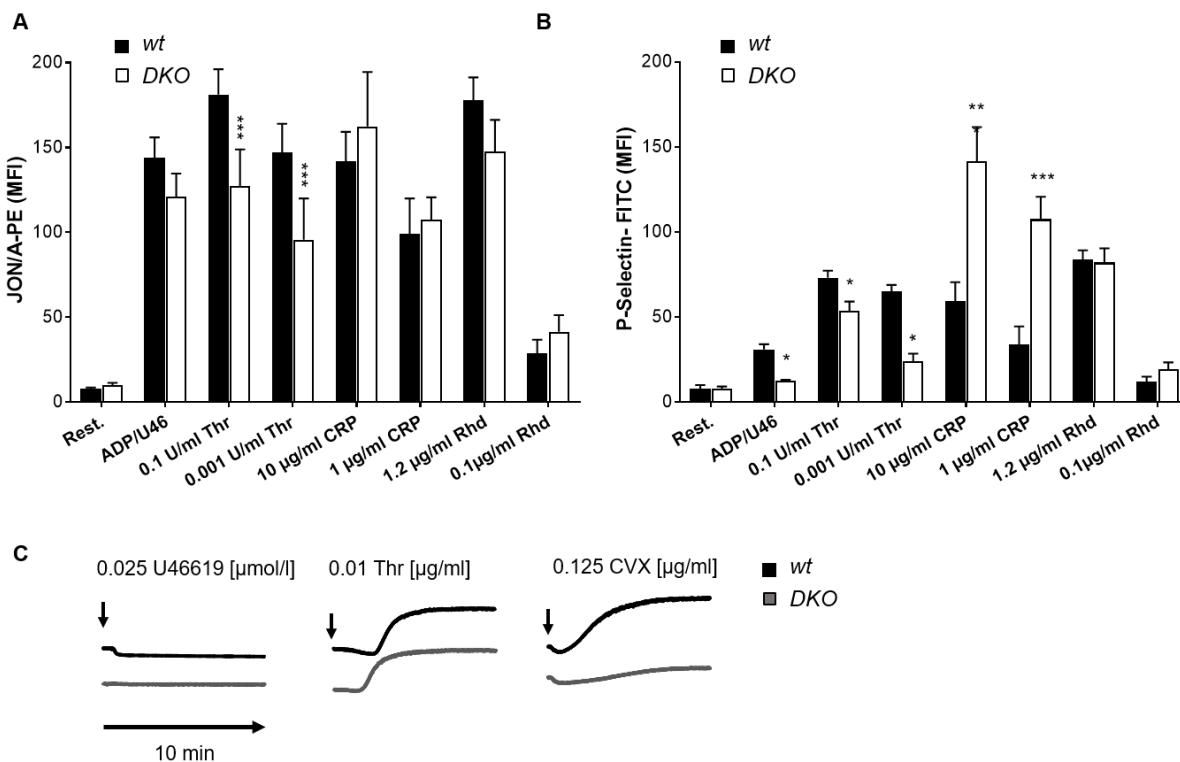 A
wt
DKO
JON/A-PE (MFI)
200
150
100
50
0
***
***
Rest.
ADP/U46
0.1 U/ml Thr
0.001 U/ml Thr
10 µg/ml CRP
1 µg/ml CRP
1.2 µg/ml Rhd
0.1µg/ml Rhd
B
wt
DKO
P-Selectin- FITC (MFI)
200
150
100
50
0
*
*
*
**
*
***
Rest.
ADP/U46
0.1 U/ml Thr
0.001 U/ml Thr
10 µg/ml CRP
1 µg/ml CRP
1.2 µg/ml Rhd
0.1µg/ml Rhd
C
0.025 U46619 [µmol/l]
0.01 Thr [µg/ml]
0.125 CVX [µg/ml]
wt
DKO
10 min